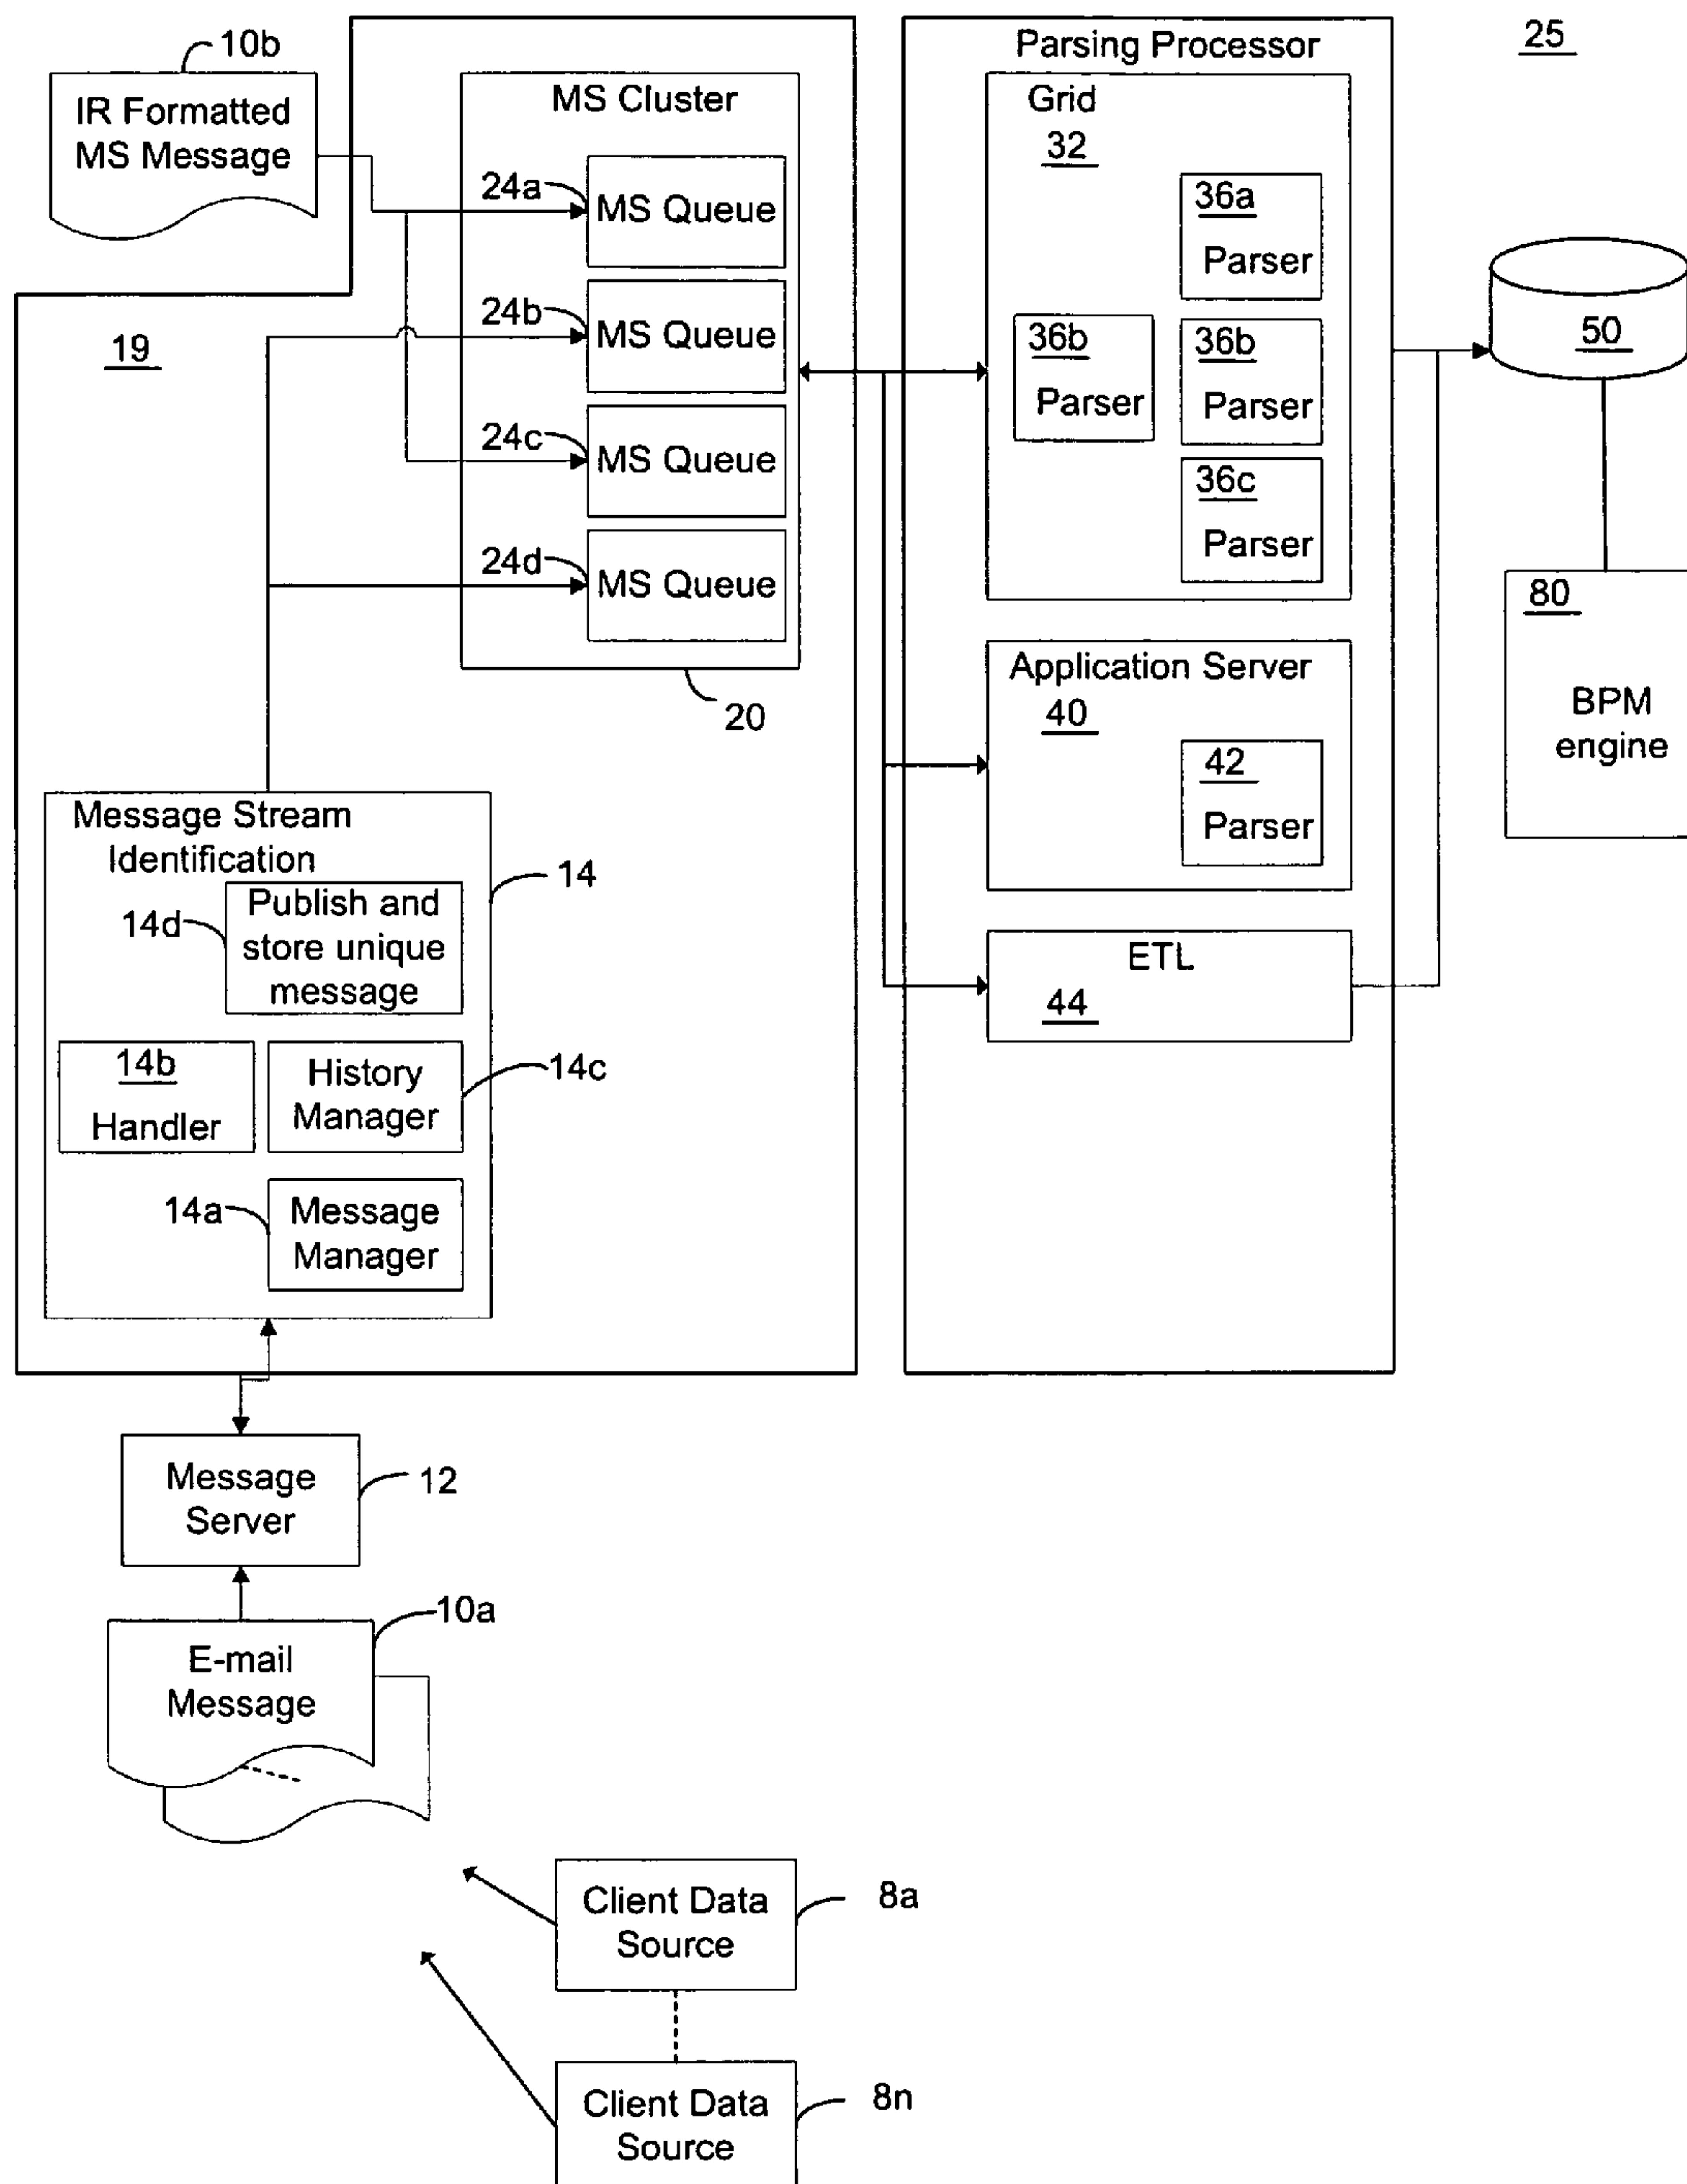 10b
IR Formatted
MS Message
MS Cluster
24a
MS Queue
24b
MS Queue
24c
MS Queue
24d
MS Queue
20
19
Message Stream
Identification
14
14d
Publish and
store unique
message
14b
Handler
History
Manager
14c
14a
Message
Manager
Parsing Processor
Grid
32
36a
Parser
36b
Parser
36b
Parser
36c
Parser
Application Server
40
42
Parser
ETL
44
25
50
80
BPM
engine
Message
Server
12
10a
E-mail
Message
Client Data
Source
8a
Client Data
Source
8n